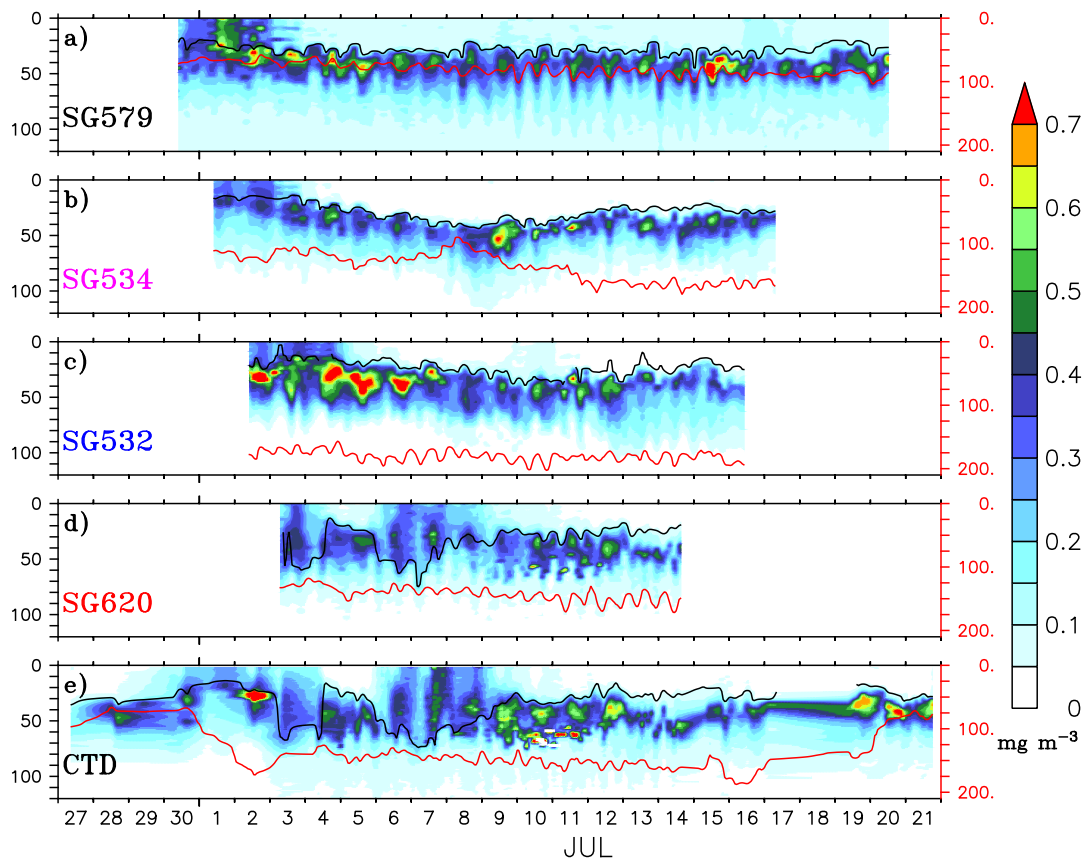 a)
0
50
100
SG579
0.
100.
200.
b)
0
50
100
SG534
0.
100.
200.
c)
0
50
100
SG532
0.
100.
200.
d)
0
50
100
SG620
0.
100.
200.
e)
0
50
100
CTD
0.
100.
200.
27 28 29 30 1 2 3 4 5 6 7 8 9 10 11 12 13 14 15 16 17 18 19 20 21
JUL
0.7
0.6
0.5
0.4
0.3
0.2
0.1
0
mg m⁻³